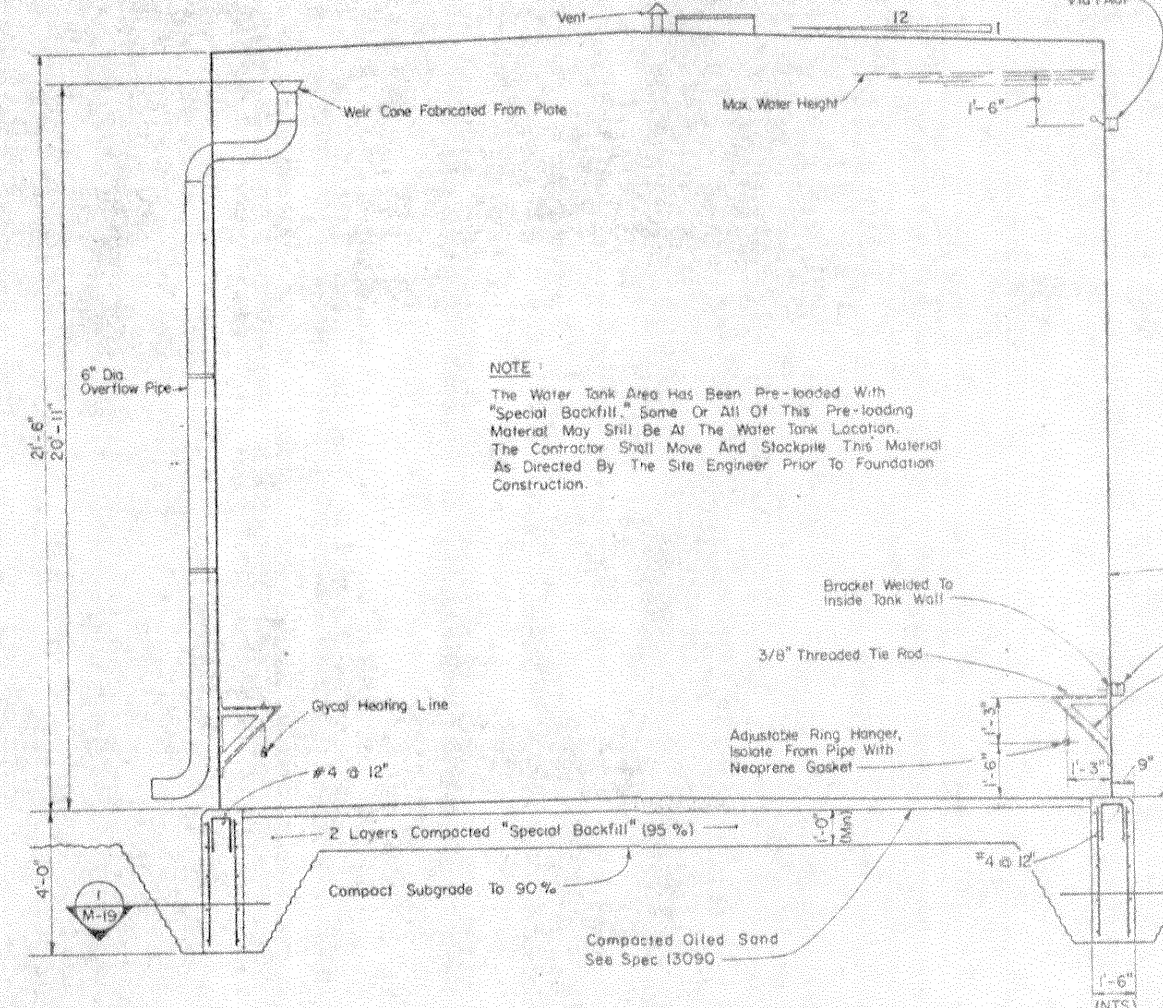 Vent
12
1
Weir Cone Fabricated From Plate
Max. Water Height
1'-6"
6" Dia
Overflow Pipe
21'-6"
20'-11"
NOTE :
The Water Tank Area Has Been Pre-loaded With
"Special Backfill." Some Or All Of This Pre-loading
Material May Still Be At The Water Tank Location.
The Contractor Shall Move And Stockpile This Material
As Directed By The Site Engineer Prior To Foundation
Construction.
Bracket Welded To
Inside Tank Wall
3/8" Threaded Tie Rod
Glycol Heating Line
Adjustable Ring Hanger,
Isolate From Pipe With
Neoprene Gasket
1'-3"
1'-6"
1'-3"
9"
#4 @ 12"
2 Layers Compacted "Special Backfill" (95 %)
1'-0"
(Min)
#4 @ 12"
4'-0"
Compact Subgrade To 90 %
1
M-19
Compacted Oiled Sand
See Spec 13090
1'-6"
(NTS)